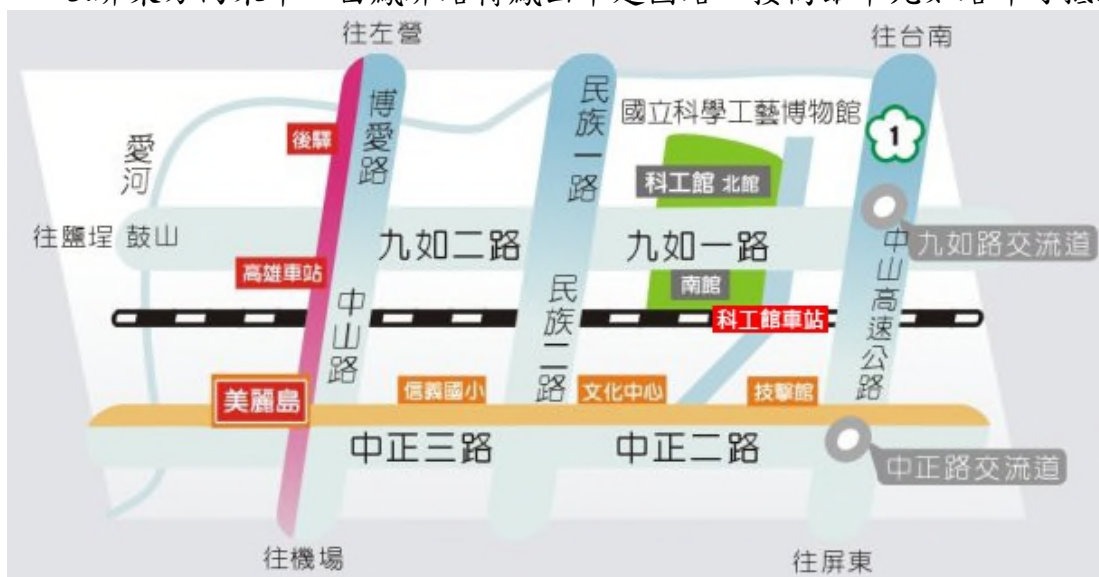 往左營
往台南
民族一路
博愛路
國立科學工藝博物館
1
後驛
愛河
科工館 北館
往鹽埕 鼓山
九如二路
九如一路
九如路交流道
高雄車站
南館
中山路
民族二路
科工館車站
中山高速公路
美麗島
信義國小
文化中心
技擊館
中正三路
中正二路
中正路交流道
往機場
往屏東